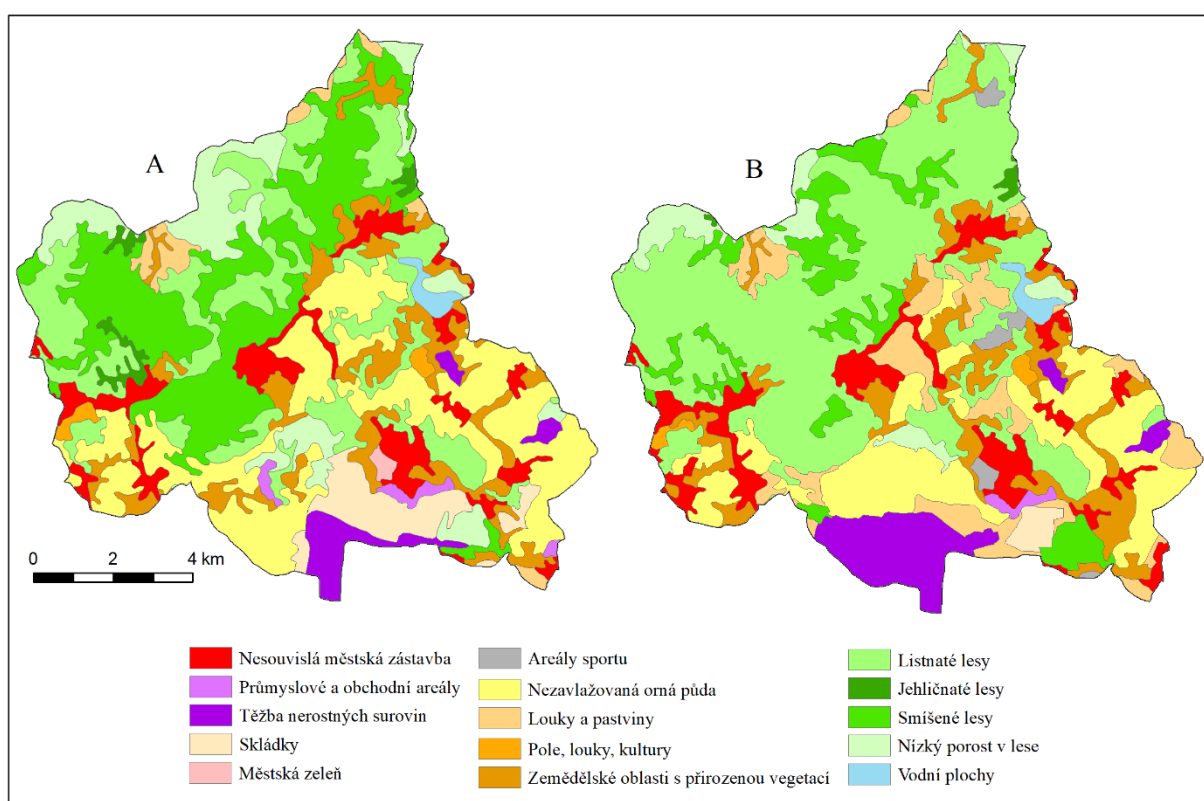 A
B
0 2 4 km
Nesouvislá městská zástavba
Průmyslové a obchodní areály
Těžba nerostných surovin
Skládky
Městská zeleň
Areály sportu
Nezavlažovaná orná půda
Louky a pastviny
Pole, louky, kultury
Zemědělské oblasti s přirozenou vegetací
Listnaté lesy
Jehličnaté lesy
Smíšené lesy
Nízký porost v lese
Vodní plochy